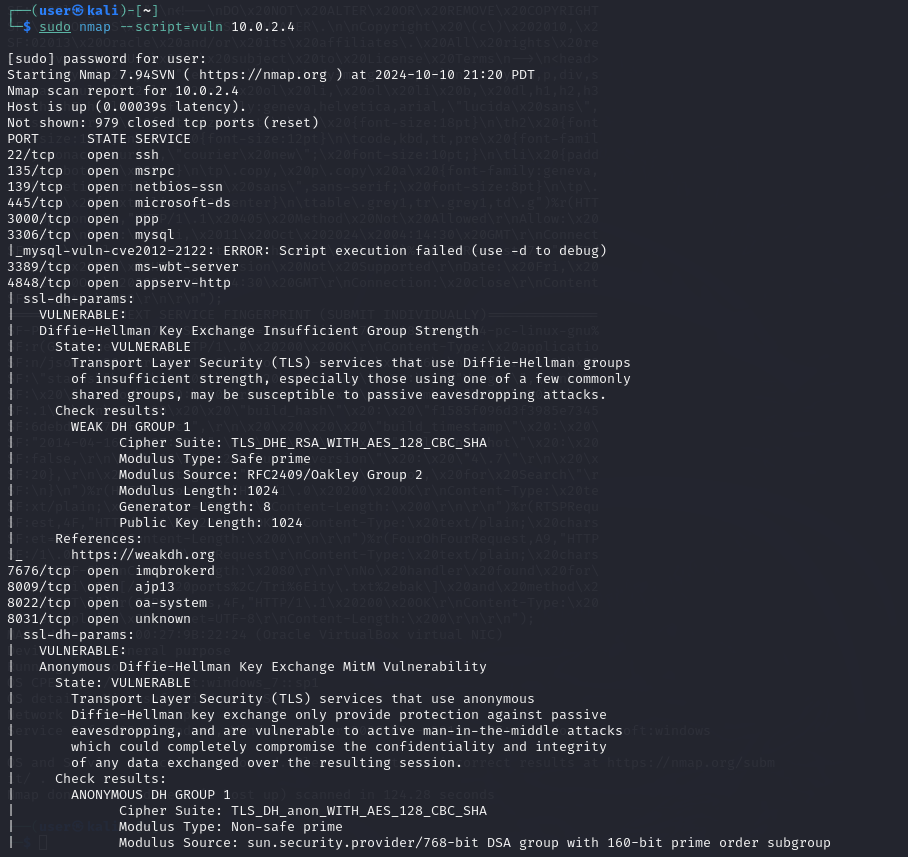 ┌──(user㉿kali)-[~]
└─$ sudo nmap --script=vuln 10.0.2.4
[sudo] password for user:
Starting Nmap 7.94SVN ( https://nmap.org ) at 2024-10-10 21:20 PDT
Nmap scan report for 10.0.2.4
Host is up (0.00039s latency).
Not shown: 979 closed tcp ports (reset)
PORT     STATE SERVICE
22/tcp   open  ssh
135/tcp  open  msrpc
139/tcp  open  netbios-ssn
445/tcp  open  microsoft-ds
3000/tcp open  ppp
3306/tcp open  mysql
|_mysql-vuln-cve2012-2122: ERROR: Script execution failed (use -d to debug)
3389/tcp open  ms-wbt-server
4848/tcp open  appserv-http
| ssl-dh-params:
|   VULNERABLE:
|   Diffie-Hellman Key Exchange Insufficient Group Strength
|     State: VULNERABLE
|       Transport Layer Security (TLS) services that use Diffie-Hellman groups
|       of insufficient strength, especially those using one of a few commonly
|       shared groups, may be susceptible to passive eavesdropping attacks.
|     Check results:
|       WEAK DH GROUP 1
|             Cipher Suite: TLS_DHE_RSA_WITH_AES_128_CBC_SHA
|             Modulus Type: Safe prime
|             Modulus Source: RFC2409/Oakley Group 2
|             Modulus Length: 1024
|             Generator Length: 8
|             Public Key Length: 1024
|     References:
|_      https://weakdh.org
7676/tcp open  imqbrokerd
8009/tcp open  ajp13
8022/tcp open  oa-system
8031/tcp open  unknown
| ssl-dh-params:
|   VULNERABLE:
|   Anonymous Diffie-Hellman Key Exchange MitM Vulnerability
|     State: VULNERABLE
|       Transport Layer Security (TLS) services that use anonymous
|       Diffie-Hellman key exchange only provide protection against passive
|       eavesdropping, and are vulnerable to active man-in-the-middle attacks
|       which could completely compromise the confidentiality and integrity
|       of any data exchanged over the resulting session.
|     Check results:
|       ANONYMOUS DH GROUP 1
|             Cipher Suite: TLS_DH_anon_WITH_AES_128_CBC_SHA
|             Modulus Type: Non-safe prime
|             Modulus Source: sun.security.provider/768-bit DSA group with 160-bit prime order subgroup